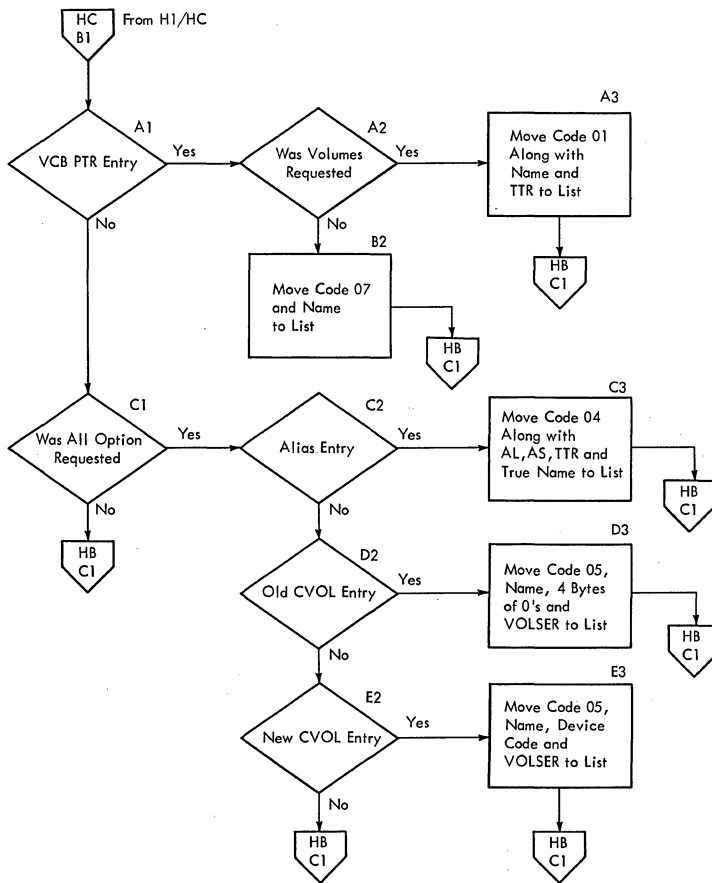 HC
B1
From H1/HC
A1
VCB PTR Entry
Yes
No
A2
Was Volumes
Requested
Yes
No
A3
Move Code 01
Along with
Name and
TTR to List
HB
C1
B2
Move Code 07
and Name
to List
HB
C1
C1
Was All Option
Requested
Yes
No
HB
C1
C2
Alias Entry
Yes
No
C3
Move Code 04
Along with
AL,AS,TTR and
True Name to List
HB
C1
D2
Old CVOL Entry
Yes
No
D3
Move Code 05,
Name, 4 Bytes
of 0's and
VOLSER to List
HB
C1
E2
New CVOL Entry
Yes
No
HB
C1
E3
Move Code 05,
Name, Device
Code and
VOLSER to List
HB
C1